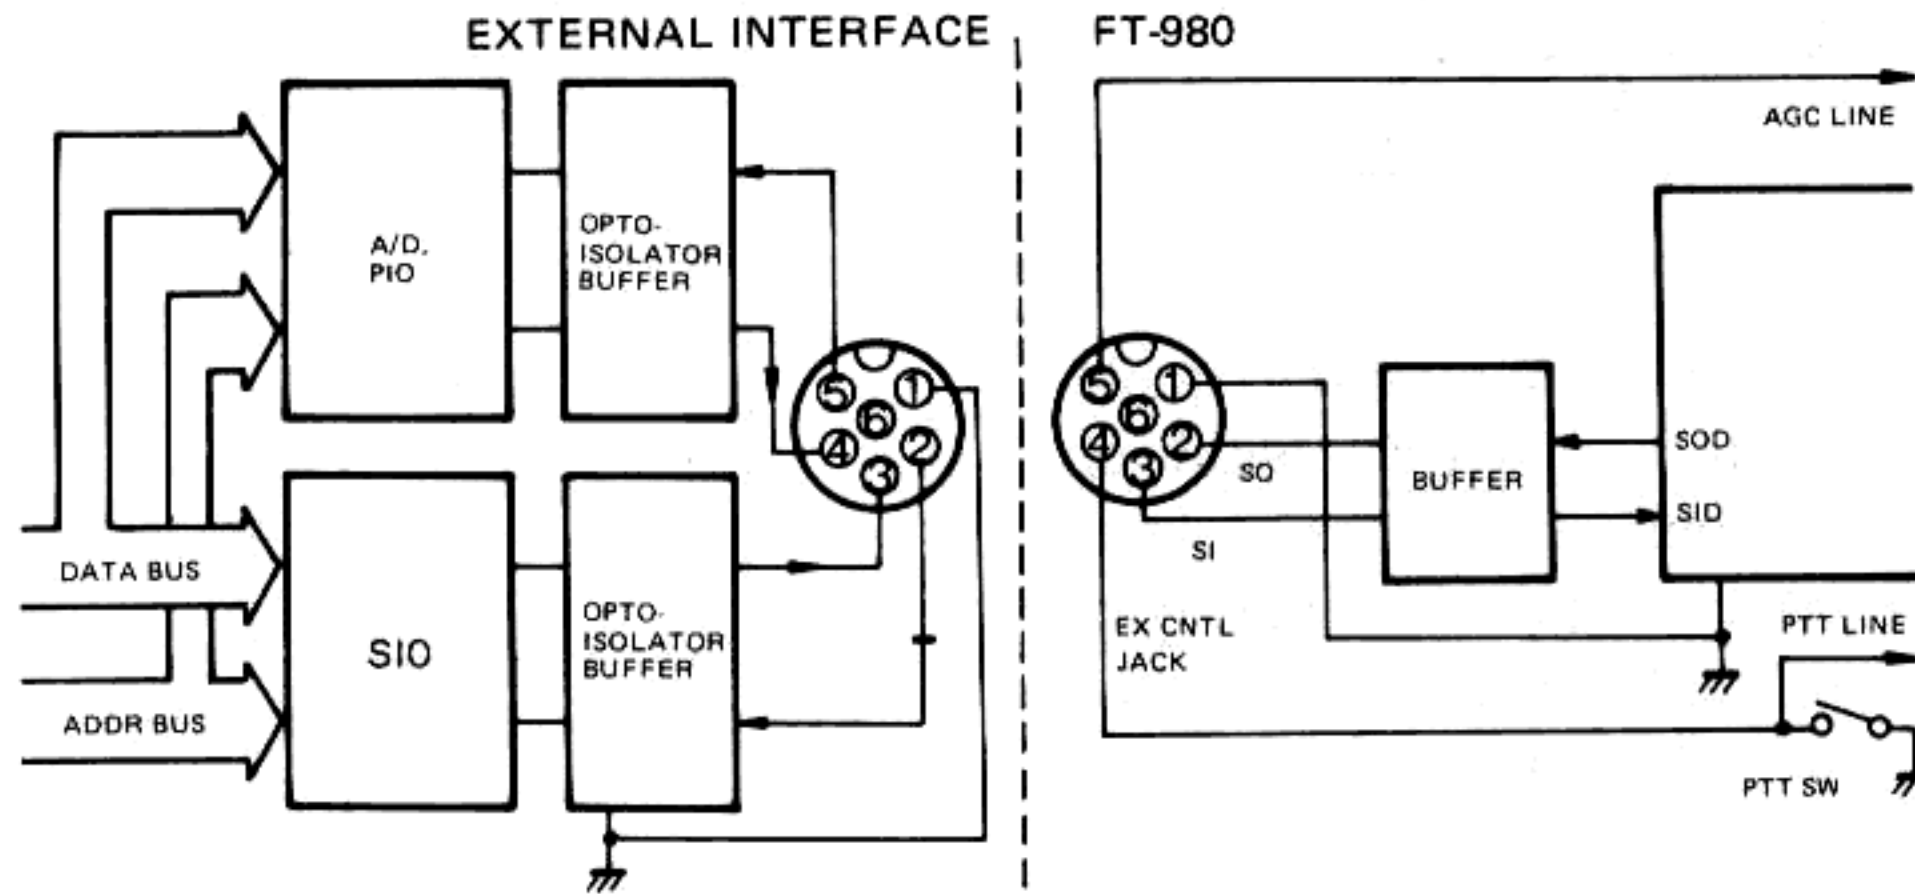 EXTERNAL INTERFACE
FT-980
AGC LINE
A/D,
PIO
OPTO-
ISOLATOR
BUFFER
5
1
6
4
2
3
5
1
6
4
2
3
SO
SI
BUFFER
SOD
SID
DATA BUS
ADDR BUS
SIO
OPTO-
ISOLATOR
BUFFER
EX CNTL
JACK
PTT LINE
PTT SW